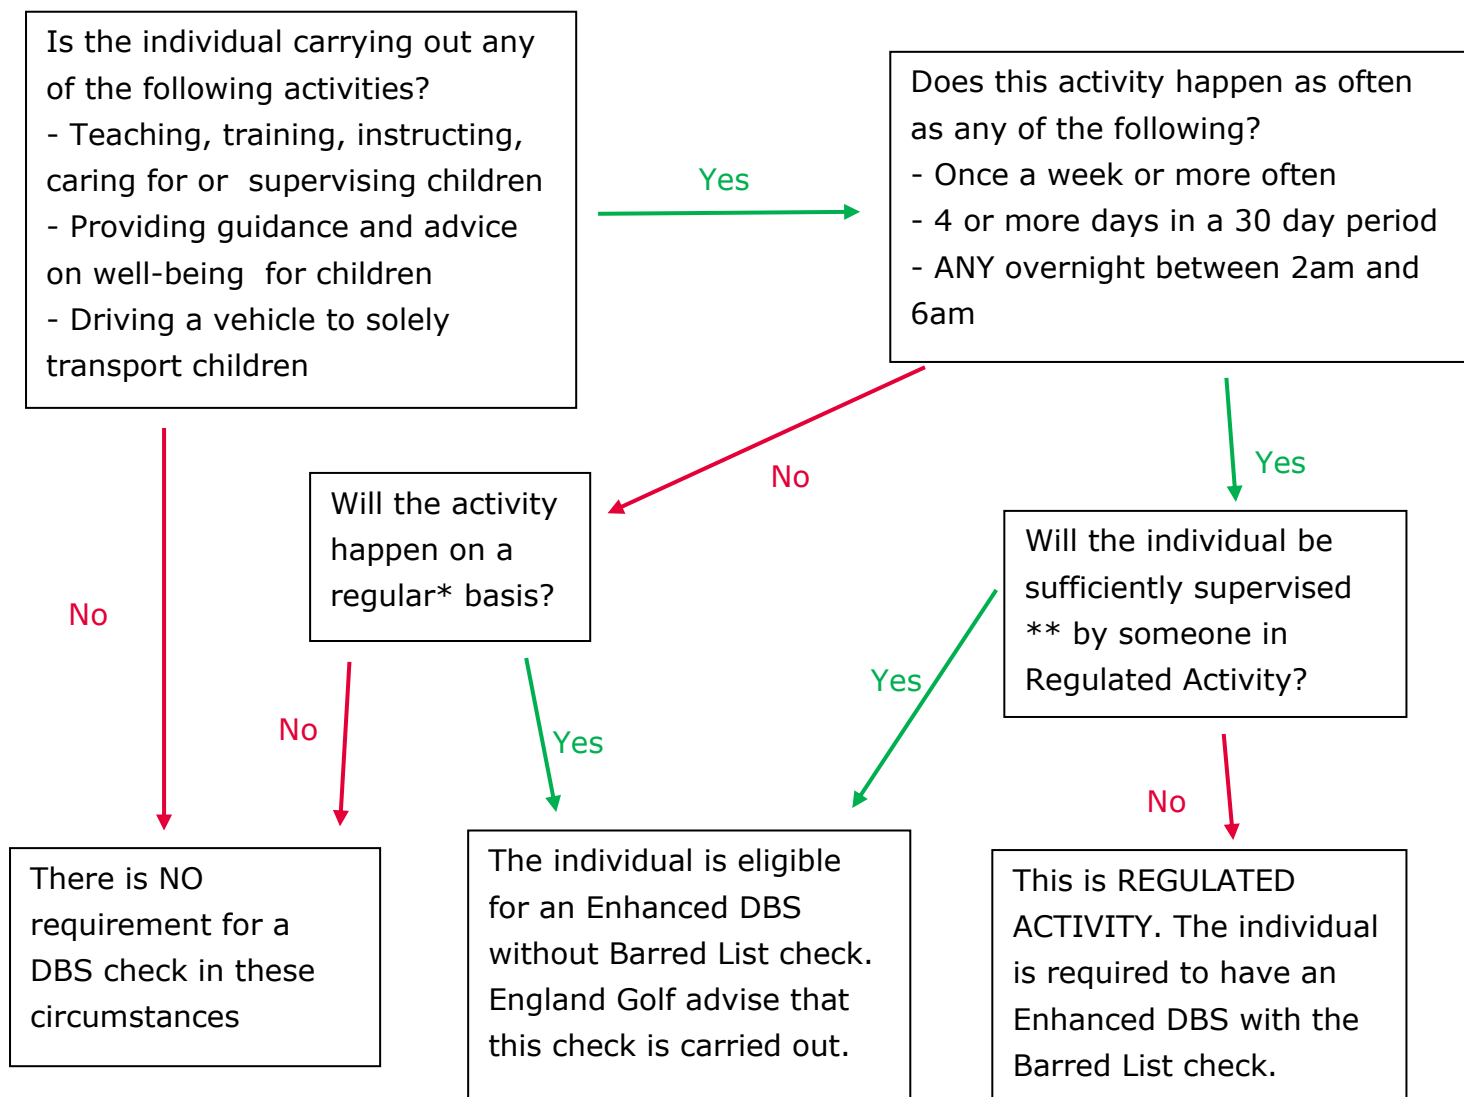 Is the individual carrying out any
of the following activities?
- Teaching, training, instructing,
caring for or  supervising children
- Providing guidance and advice
on well-being  for children
- Driving a vehicle to solely
transport children
Yes
Does this activity happen as often
as any of the following?
- Once a week or more often
- 4 or more days in a 30 day period
- ANY overnight between 2am and
6am
No
Will the activity
happen on a
regular* basis?
No
Yes
Will the individual be
sufficiently supervised
** by someone in
Regulated Activity?
No
Yes
Yes
No
There is NO
requirement for a
DBS check in these
circumstances
The individual is eligible
for an Enhanced DBS
without Barred List check.
England Golf advise that
this check is carried out.
This is REGULATED
ACTIVITY. The individual
is required to have an
Enhanced DBS with the
Barred List check.